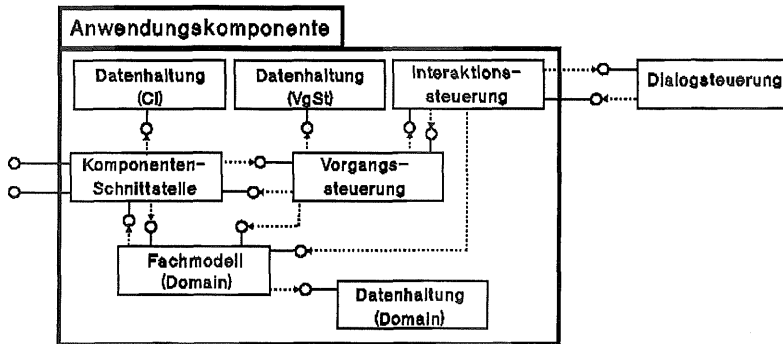 Anwendungskomponente
Datenhaltung
(CI)
Datenhaltung
(VgSt)
Interaktions-
steuerung
Dialogsteuerung
Komponenten-
Schnittstelle
Vorgangs-
steuerung
Fachmodell
(Domain)
Datenhaltung
(Domain)